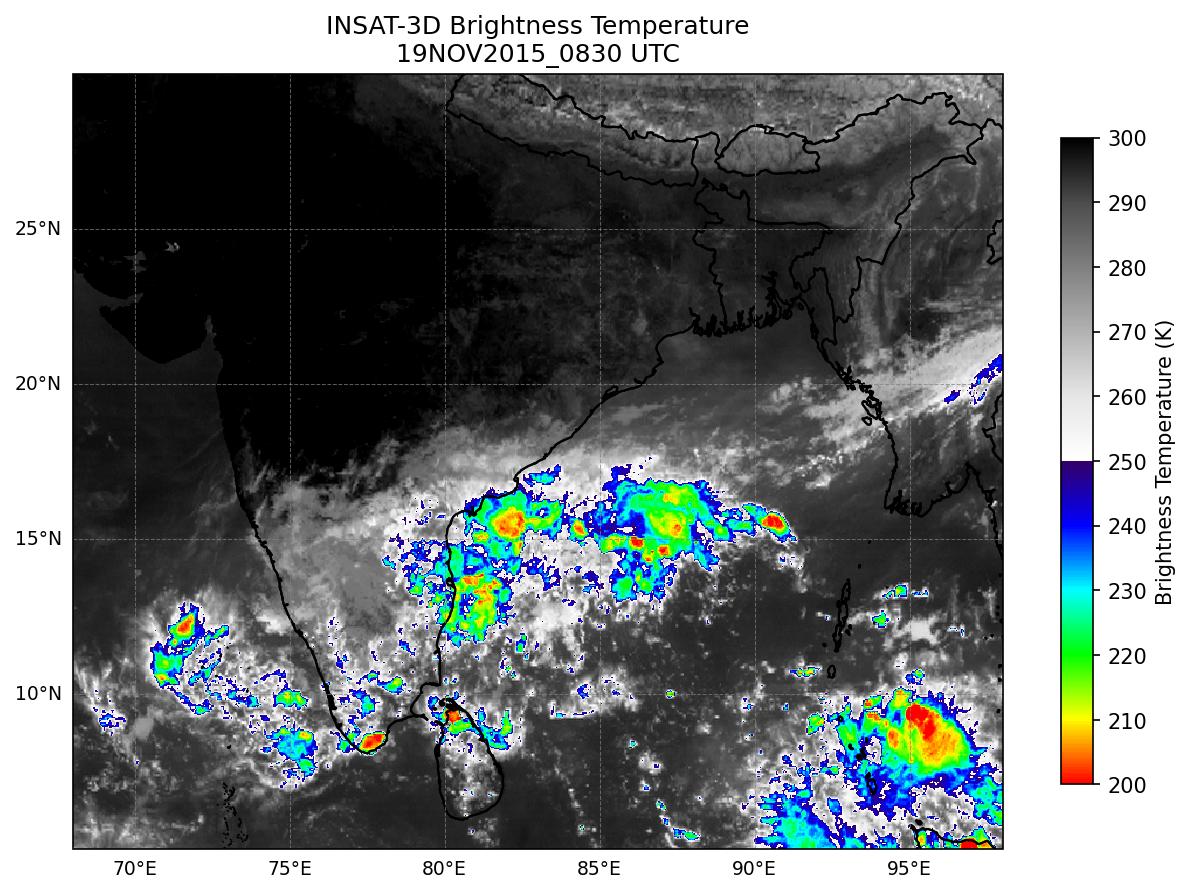 INSAT-3D Brightness Temperature
19NOV2015_0830 UTC
25°N
20°N
15°N
10°N
70°E
75°E
80°E
85°E
90°E
95°E
300
290
280
270
260
250
240
230
220
210
200
Brightness Temperature (K)